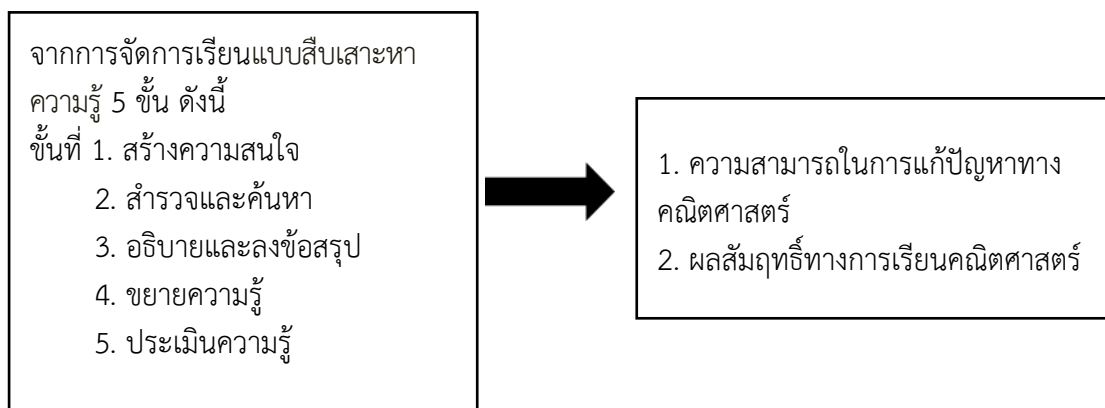 จากการจัดการเรียนแบบสืบเสาะหา
ความรู้ 5 ขั้น ดังนี้
ขั้นที่ 1. สร้างความสนใจ
2. สำรวจและค้นหา
3. อธิบายและลงข้อสรุป
4. ขยายความรู้
5. ประเมินความรู้
1. ความสามารถในการแก้ปัญหาทาง
คณิตศาสตร์
2. ผลสัมฤทธิ์ทางการเรียนคณิตศาสตร์